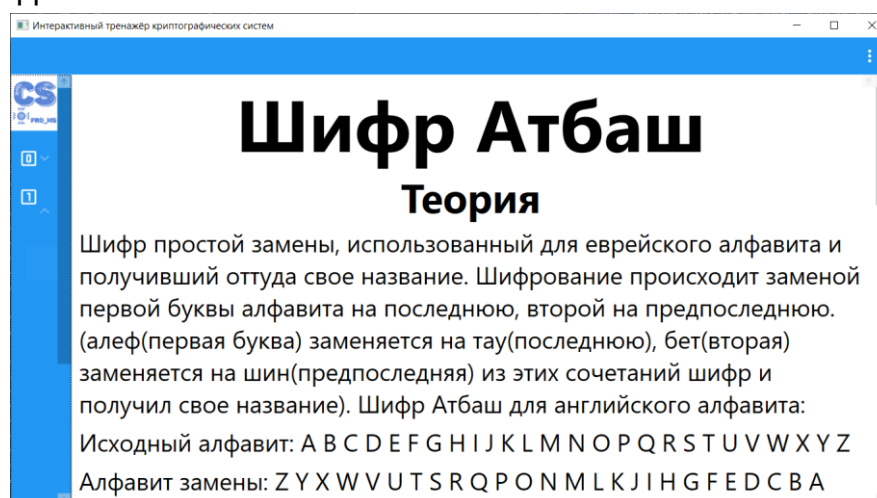 Интерактивный тренажёр криптографических систем
CS
PRO_HS
Шифр Атбаш
0
Теория
1
Шифр простой замены, использованный для еврейского алфавита и
получивший оттуда свое название. Шифрование происходит заменой
первой буквы алфавита на последнюю, второй на предпоследнюю.
(алеф(первая буква) заменяется на тау(последнюю), бет(вторая)
заменяется на шин(предпоследняя) из этих сочетаний шифр и
получил свое название). Шифр Атбаш для английского алфавита:
Исходный алфавит: A B C D E F G H I J K L M N O P Q R S T U V W X Y Z
Алфавит замены: Z Y X W V U T S R Q P O N M L K J I H G F E D C B A